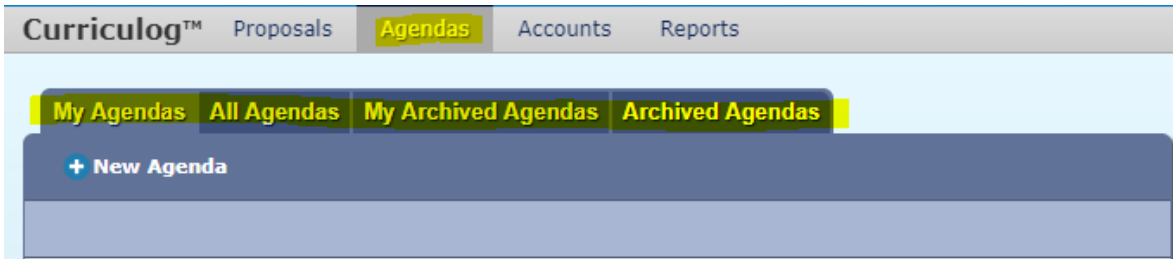 Curriculog™ Proposals Agendas Accounts Reports
My Agendas All Agendas My Archived Agendas Archived Agendas
+ New Agenda